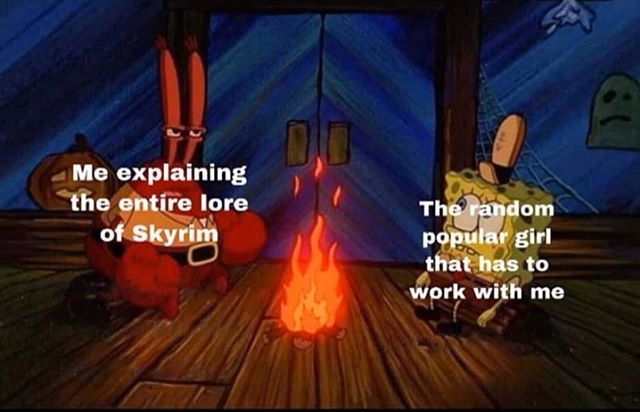 Me explaining
the entire lore
of Skyrim
The random
popular girl
that has to
work with me